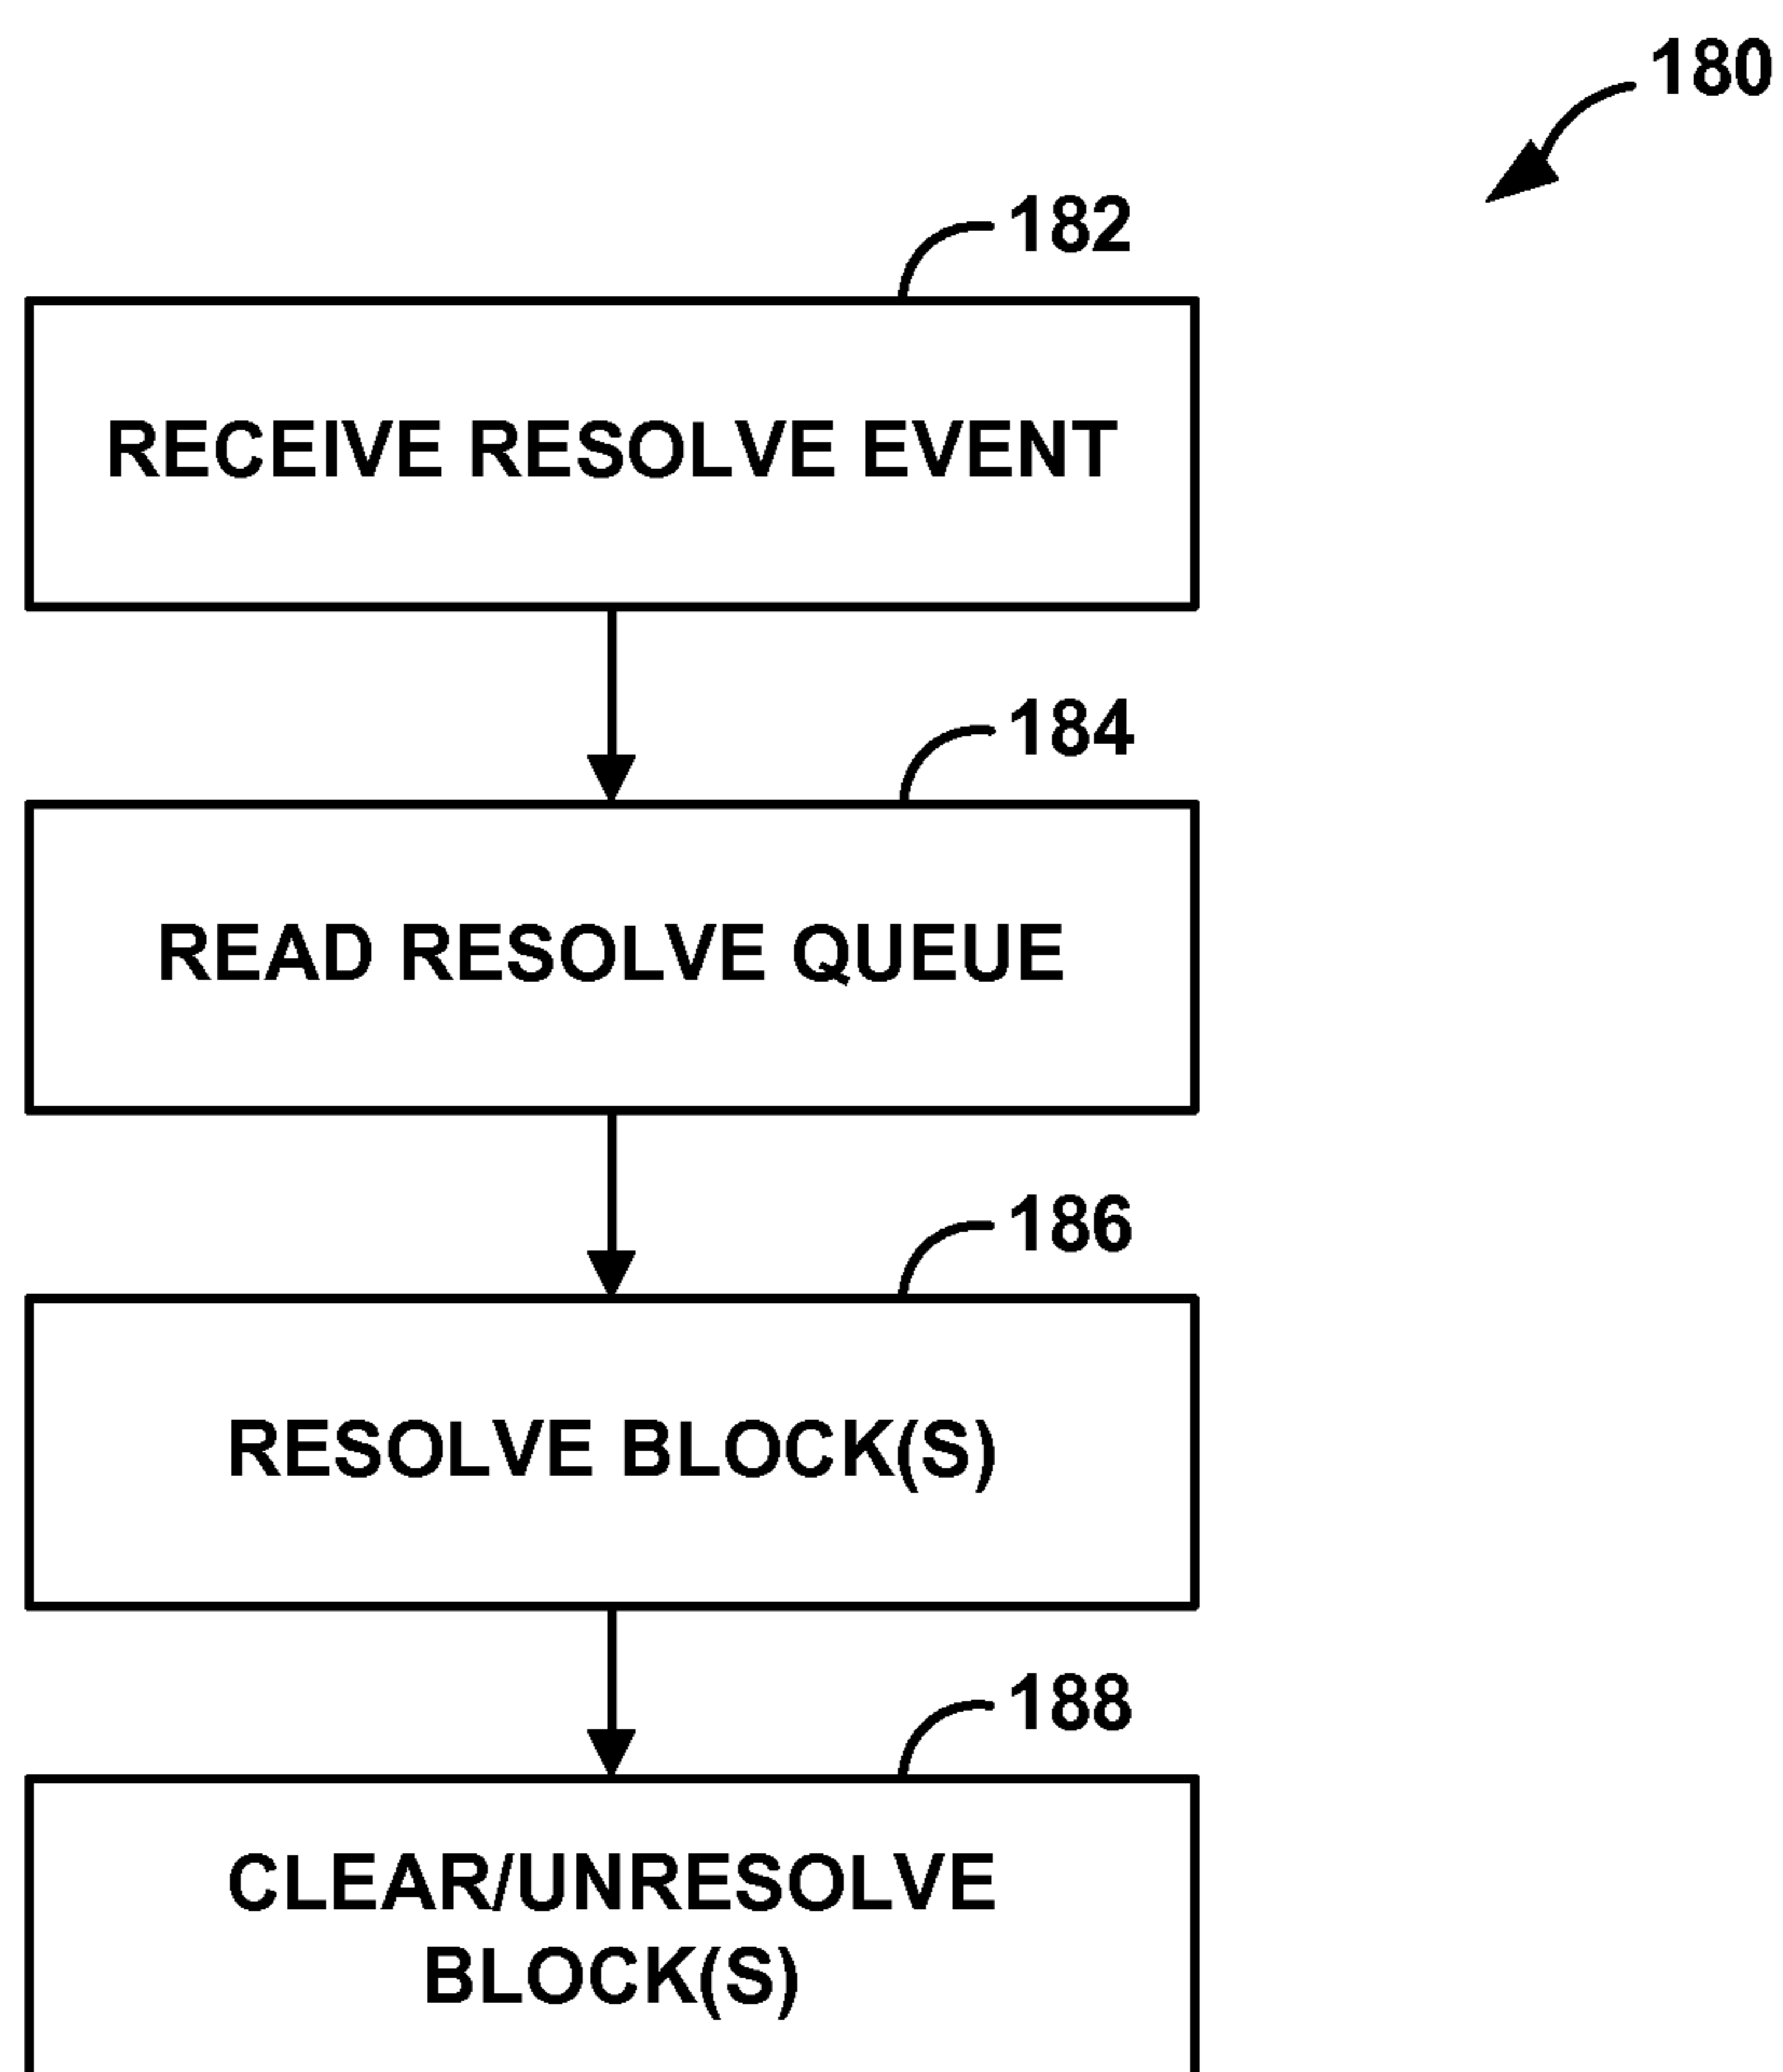 180
182
RECEIVE RESOLVE EVENT
184
READ RESOLVE QUEUE
186
RESOLVE BLOCK(S)
188
CLEAR/UNRESOLVE
BLOCK(S)